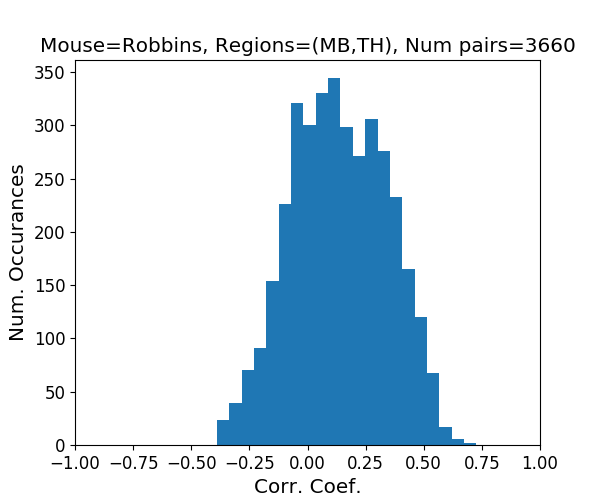 Mouse=Robbins, Regions=(MB,TH), Num pairs=3660
350
300
250
200
150
100
50
0
Num. Occurances
−1.00 −0.75 −0.50 −0.25 0.00 0.25 0.50 0.75 1.00
Corr. Coef.